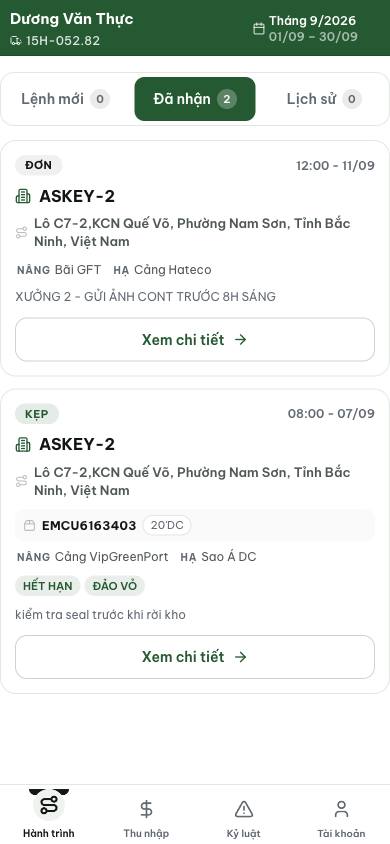 Dương Văn Thực
15H-052.82
Tháng 9/2026
01/09 – 30/09
Lệnh mới 0
Đã nhận 2
Lịch sử 0
ĐƠN
12:00 - 11/09
ASKEY-2
Lô C7-2,KCN Quế Võ, Phường Nam Sơn, Tỉnh Bắc
Ninh, Việt Nam
NÂNG Bãi GFT HẠ Cảng Hateco
XƯỞNG 2 - GỬI ẢNH CONT TRƯỚC 8H SÁNG
Xem chi tiết →
KẸP
08:00 - 07/09
ASKEY-2
Lô C7-2,KCN Quế Võ, Phường Nam Sơn, Tỉnh Bắc
Ninh, Việt Nam
EMCU6163403 20'DC
NÂNG Cảng VipGreenPort HẠ Sao Á DC
HẾT HẠN ĐẢO VỎ
kiểm tra seal trước khi rời kho
Xem chi tiết →
Hành trình
Thu nhập
Kỷ luật
Tài khoản